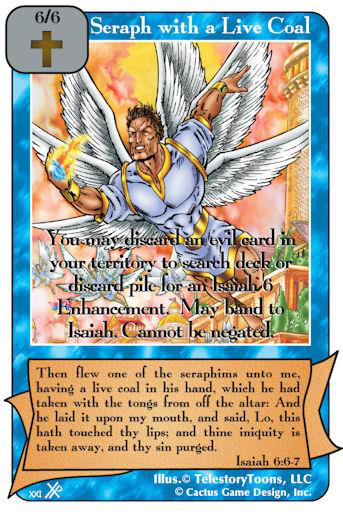 6/6
Seraph with a Live Coal
You may discard an evil card in
your territory to search deck or
discard pile for an Isaiah 6
Enhancement. May band to
Isaiah. Cannot be negated.
Then flew one of the seraphims unto me,
having a live coal in his hand, which he had
taken with the tongs from off the altar: And
he laid it upon my mouth, and said, Lo, this
hath touched thy lips; and thine iniquity is
taken away, and thy sin purged.
Isaiah 6:6-7
XXI
Illus.© TelestoryToons, LLC
© Cactus Game Design, Inc.